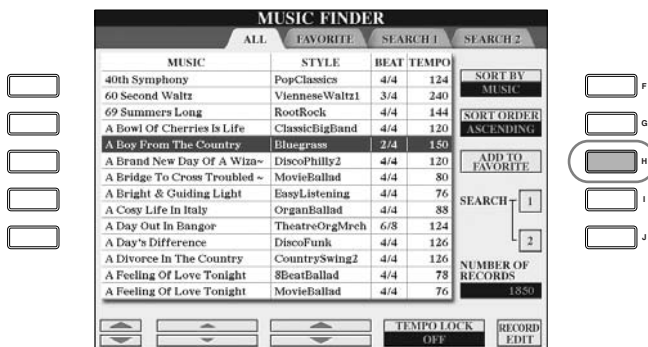 MUSIC FINDER
ALL FAVORITE SEARCH 1 SEARCH 2
MUSIC STYLE BEAT TEMPO
40th Symphony PopClassics 4/4 124
60 Second Waltz VienneseWaltz1 3/4 240
69 Summers Long RootRock 4/4 144
A Bowl Of Cherries Is Life ClassicBigBand 4/4 120
A Boy From The Country Bluegrass 2/4 150
A Brand New Day Of A Wiza~ DiscoPhilly2 4/4 120
A Bridge To Cross Troubled ~ MovieBallad 4/4 80
A Bright & Guiding Light EasyListening 4/4 76
A Cosy Life In Italy OrganBallad 4/4 88
A Day Out In Bangor TheatreOrgMrch 6/8 124
A Day's Difference DiscoFunk 4/4 126
A Divorce In The Country CountrySwing2 4/4 126
A Feeling Of Love Tonight 8BeatBallad 4/4 78
A Feeling Of Love Tonight MovieBallad 4/4 76
SORT BY
MUSIC
SORT ORDER
ASCENDING
ADD TO
FAVORITE
SEARCH 1
2
NUMBER OF
RECORDS
1850
TEMPO LOCK
OFF
RECORD
EDIT
F
G
H
I
J